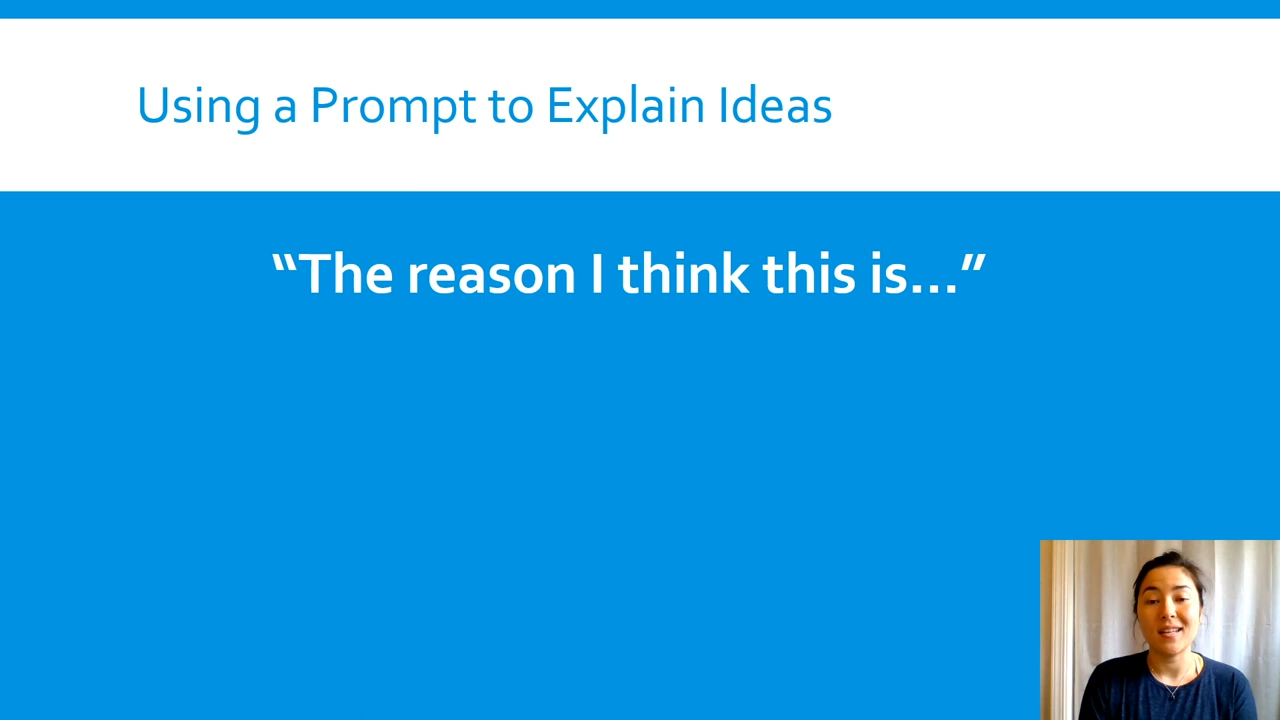 Using a Prompt to Explain Ideas
“The reason I think this is…”